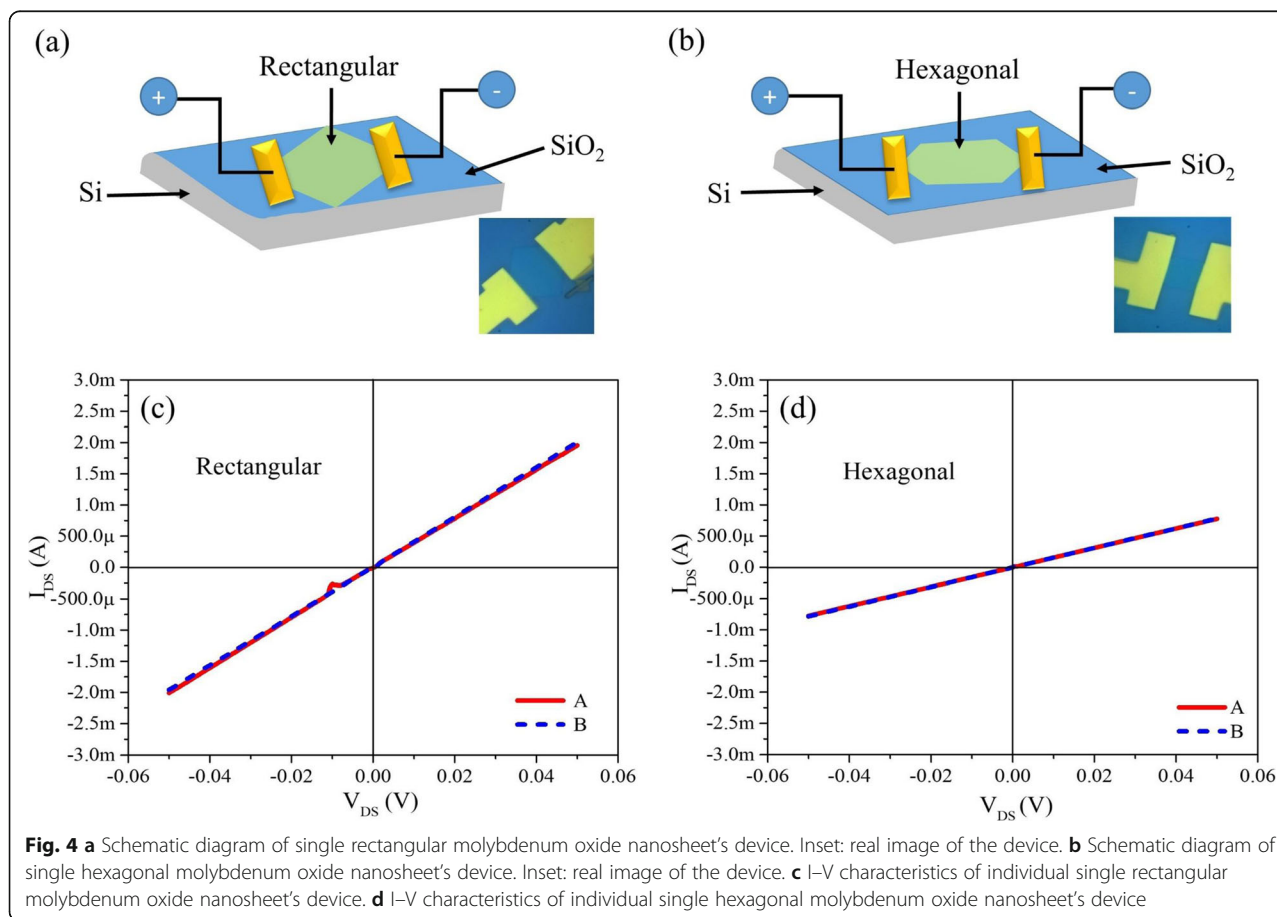 (a)
Rectangular
+
-
SiO₂
Si
(b)
Hexagonal
+
-
SiO₂
Si
(c)
Rectangular
3.0m
2.5m
2.0m
1.5m
1.0m
500.0μ
0.0
-500.0μ
-1.0m
-1.5m
-2.0m
-2.5m
-3.0m
I_DS (A)
-0.06 -0.04 -0.02 0.00 0.02 0.04 0.06
V_DS (V)
A
B
(d)
Hexagonal
3.0m
2.5m
2.0m
1.5m
1.0m
500.0μ
0.0
-500.0μ
-1.0m
-1.5m
-2.0m
-2.5m
-3.0m
I_DS (A)
-0.06 -0.04 -0.02 0.00 0.02 0.04 0.06
V_DS (V)
A
B
Fig. 4 a Schematic diagram of single rectangular molybdenum oxide nanosheet's device. Inset: real image of the device. b Schematic diagram of
single hexagonal molybdenum oxide nanosheet's device. Inset: real image of the device. c I–V characteristics of individual single rectangular
molybdenum oxide nanosheet's device. d I–V characteristics of individual single hexagonal molybdenum oxide nanosheet's device